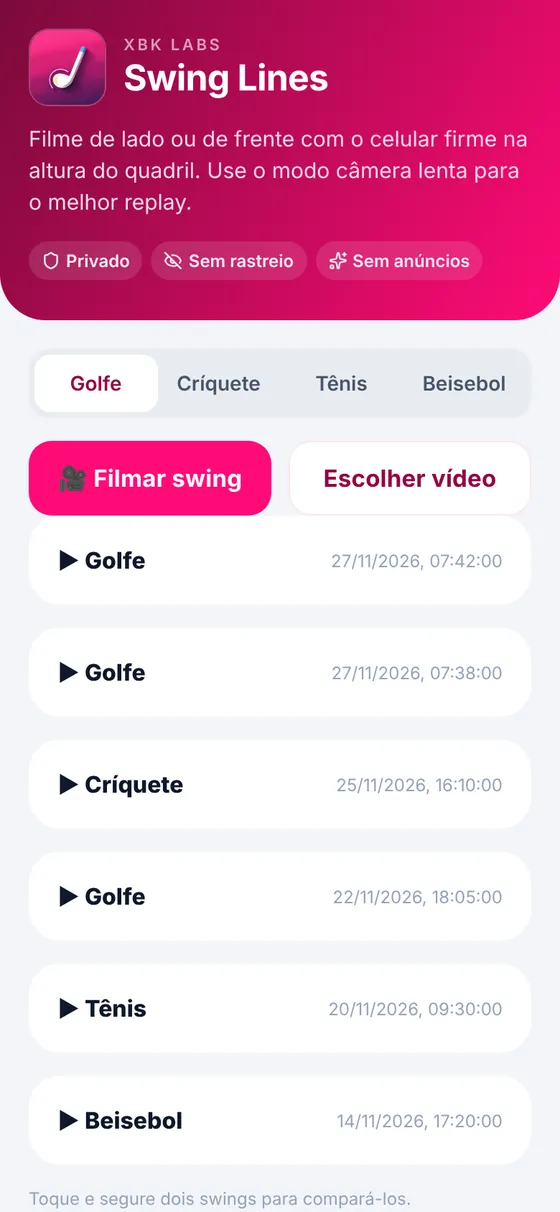 XBK LABS
Swing Lines
Filme de lado ou de frente com o celular firme na
altura do quadril. Use o modo câmera lenta para
o melhor replay.
Privado Sem rastreio Sem anúncios
Golfe Críquete Tênis Beisebol
🎥 Filmar swing Escolher vídeo
▶ Golfe 27/11/2026, 07:42:00
▶ Golfe 27/11/2026, 07:38:00
▶ Críquete 25/11/2026, 16:10:00
▶ Golfe 22/11/2026, 18:05:00
▶ Tênis 20/11/2026, 09:30:00
▶ Beisebol 14/11/2026, 17:20:00
Toque e segure dois swings para compará-los.